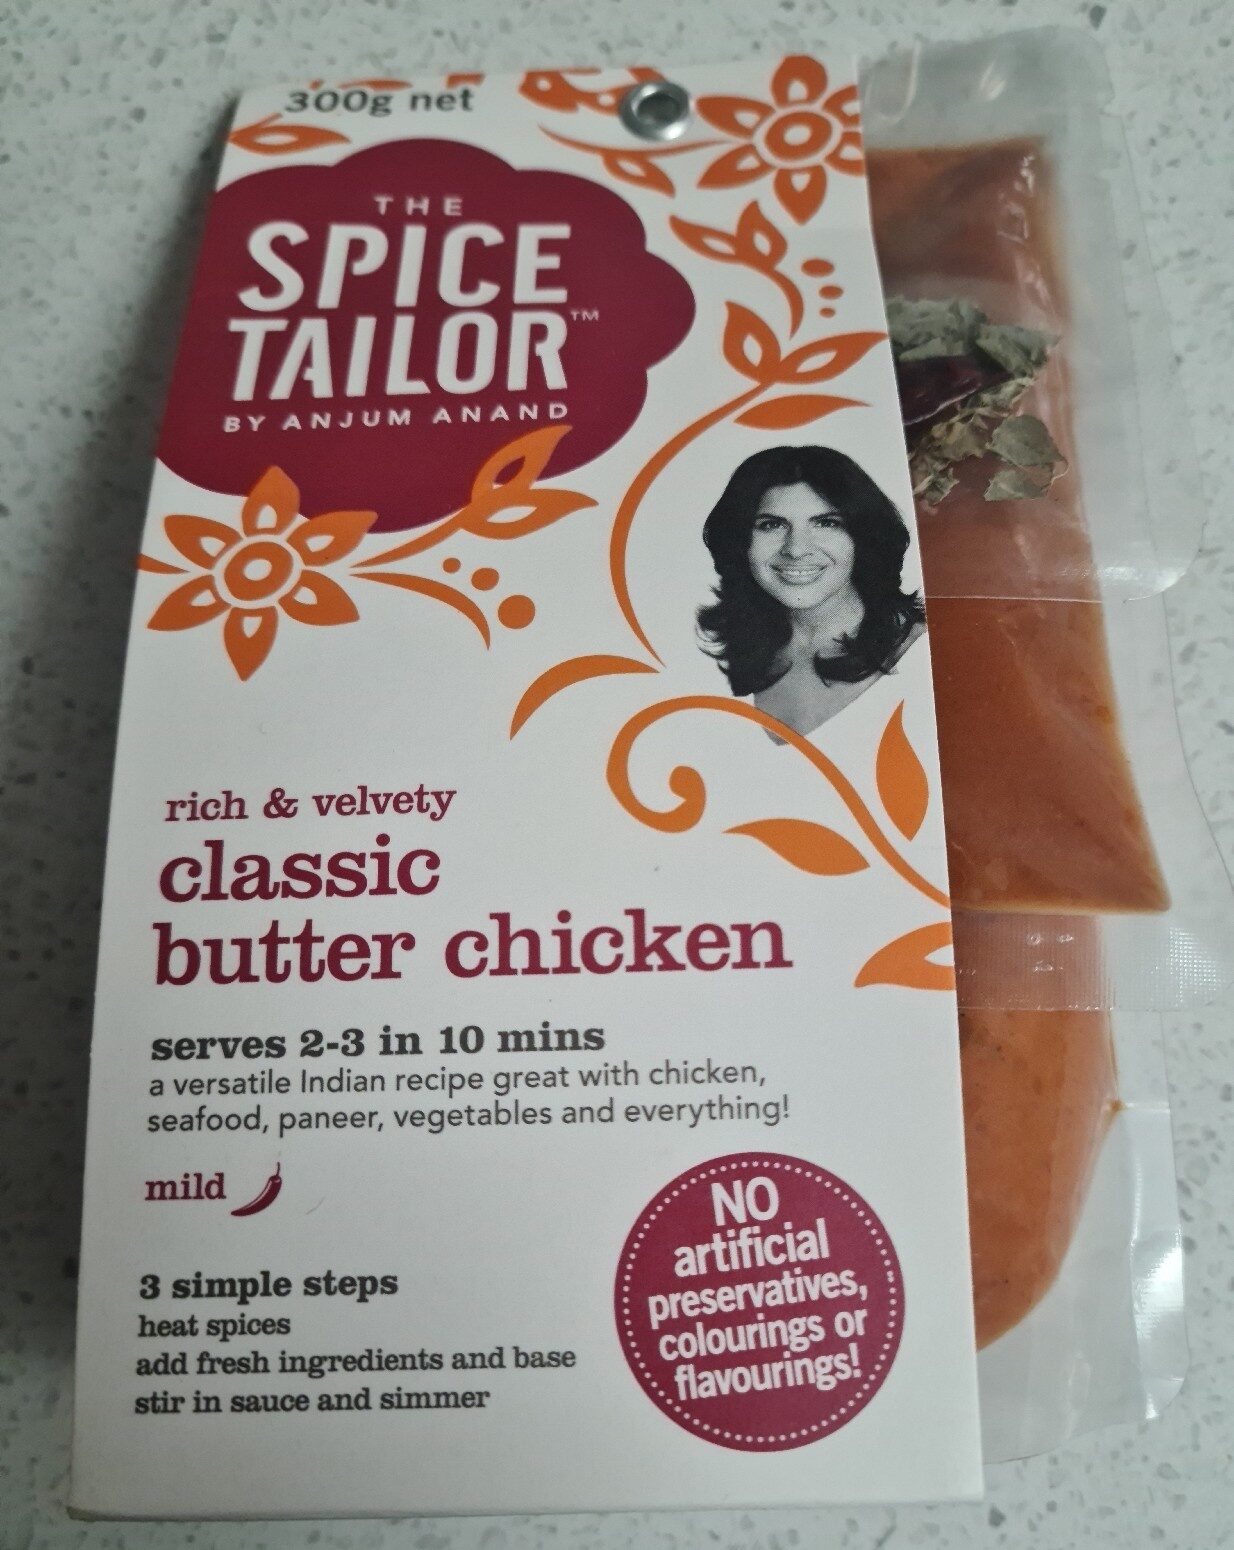 300g net
THE
SPICE
TAILOR™
BY ANJUM ANAND
rich & velvety
classic
butter chicken
serves 2-3 in 10 mins
a versatile Indian recipe great with chicken,
seafood, paneer, vegetables and everything!
mild
3 simple steps
heat spices
add fresh ingredients and base
stir in sauce and simmer
NO
artificial
preservatives,
colourings or
flavourings!